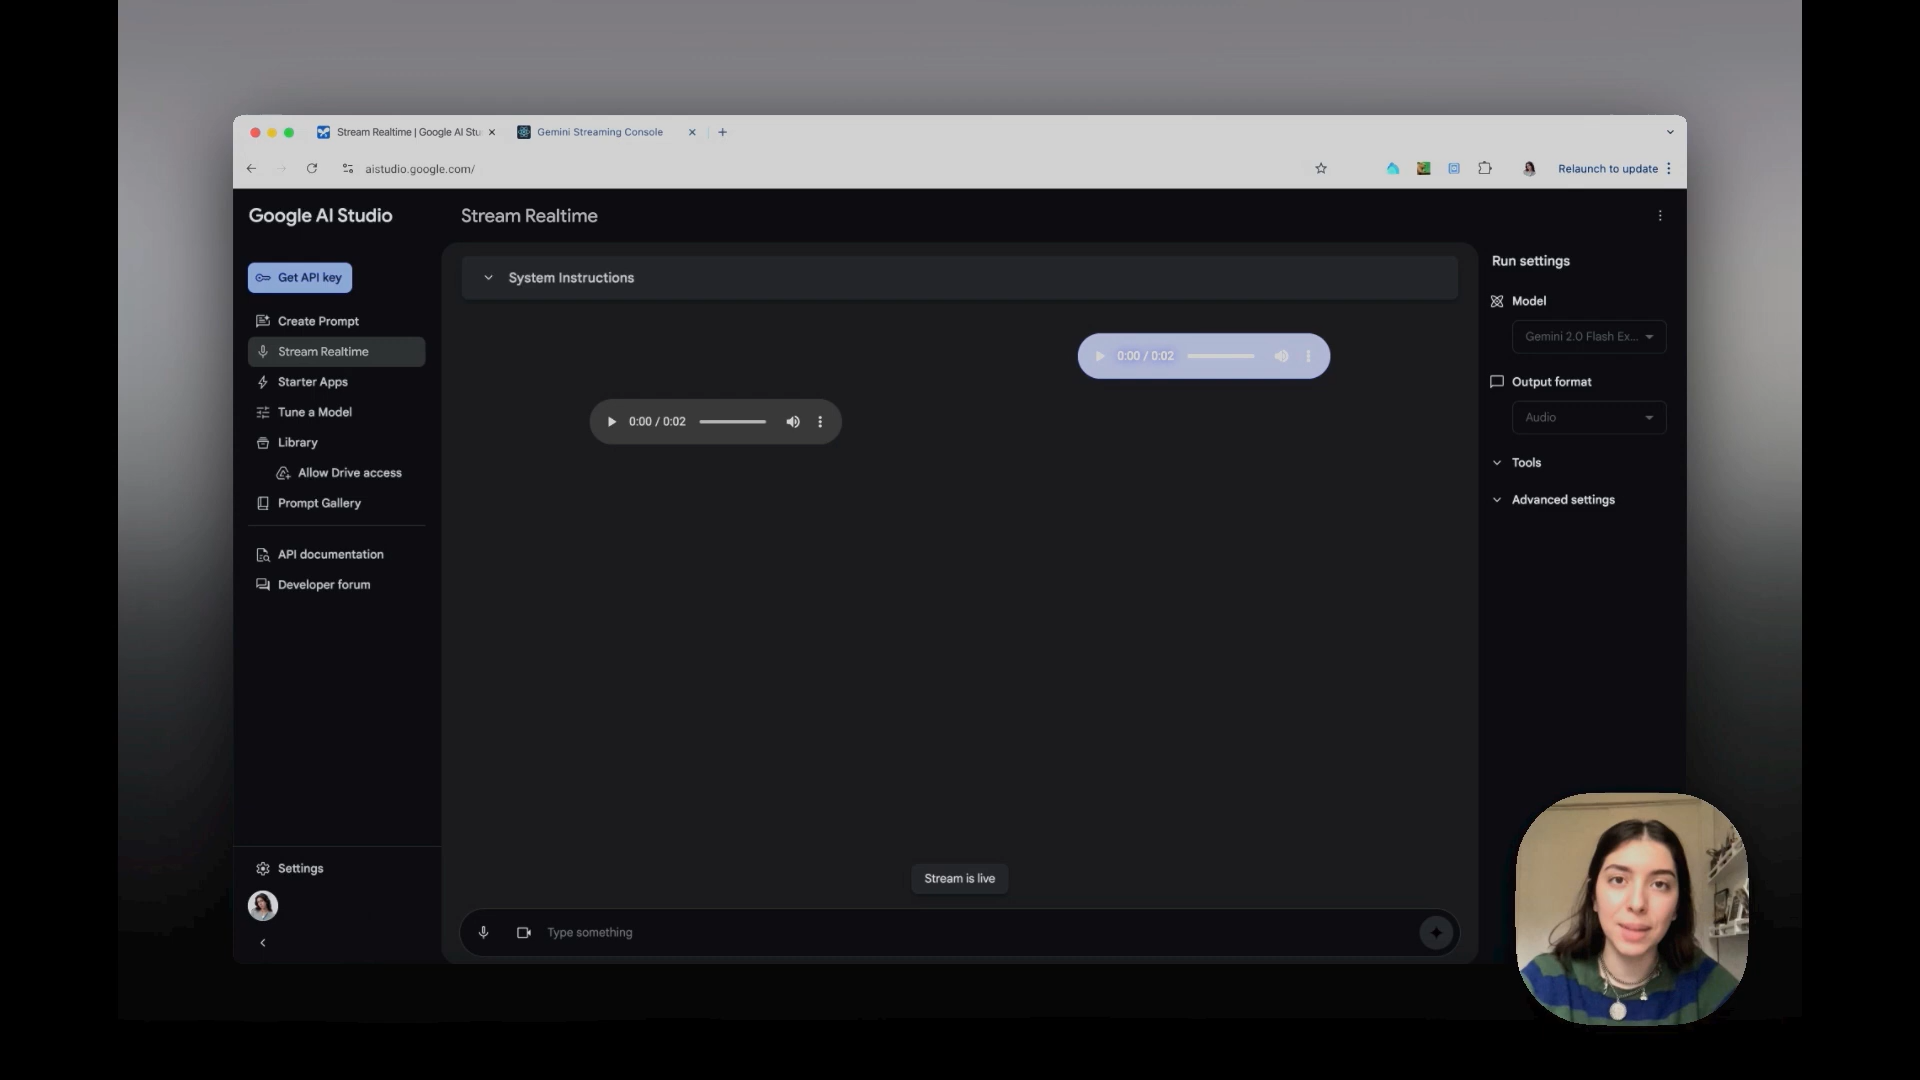 Stream Realtime | Google AI Stu
Gemini Streaming Console
aistudio.google.com/
Relaunch to update
Google AI Studio
Stream Realtime
Get API key
Create Prompt
Stream Realtime
Starter Apps
Tune a Model
Library
Allow Drive access
Prompt Gallery
API documentation
Developer forum
Settings
System Instructions
0:00 / 0:02
0:00 / 0:02
Stream is live
Type something
Run settings
Model
Gemini 2.0 Flash Ex...
Output format
Audio
Tools
Advanced settings